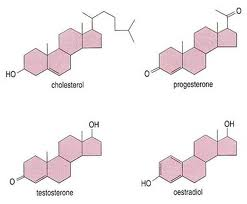 O
HO
cholesterol
O
progesterone
OH
O
testosterone
OH
HO
oestradiol